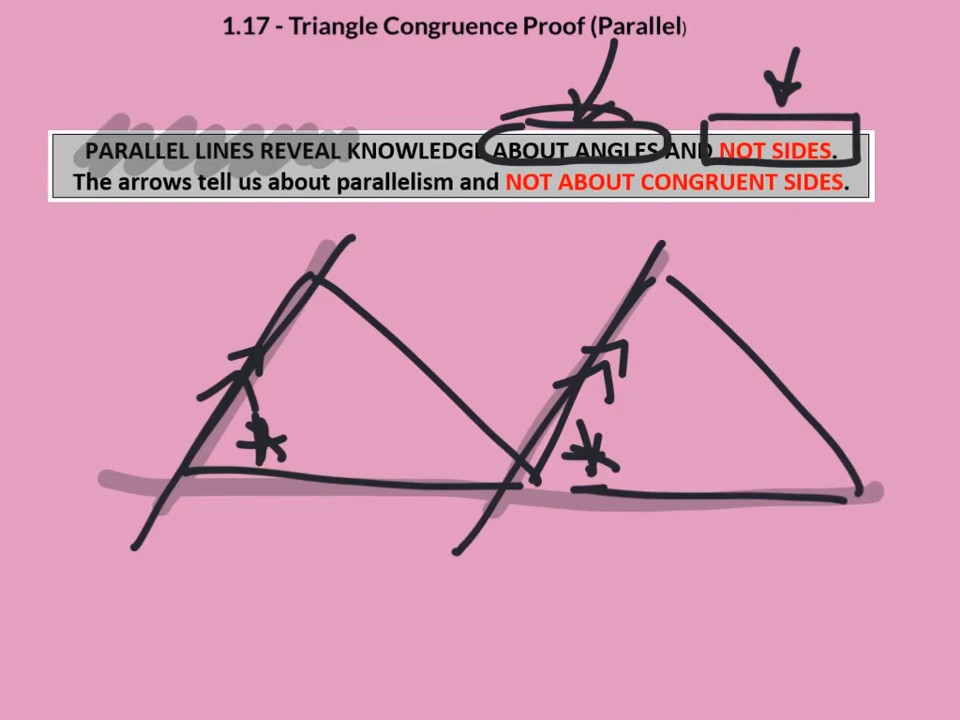 1.17 - Triangle Congruence Proof (Parallel)
PARALLEL LINES REVEAL KNOWLEDGE ABOUT ANGLES AND NOT SIDES.
The arrows tell us about parallelism and NOT ABOUT CONGRUENT SIDES.